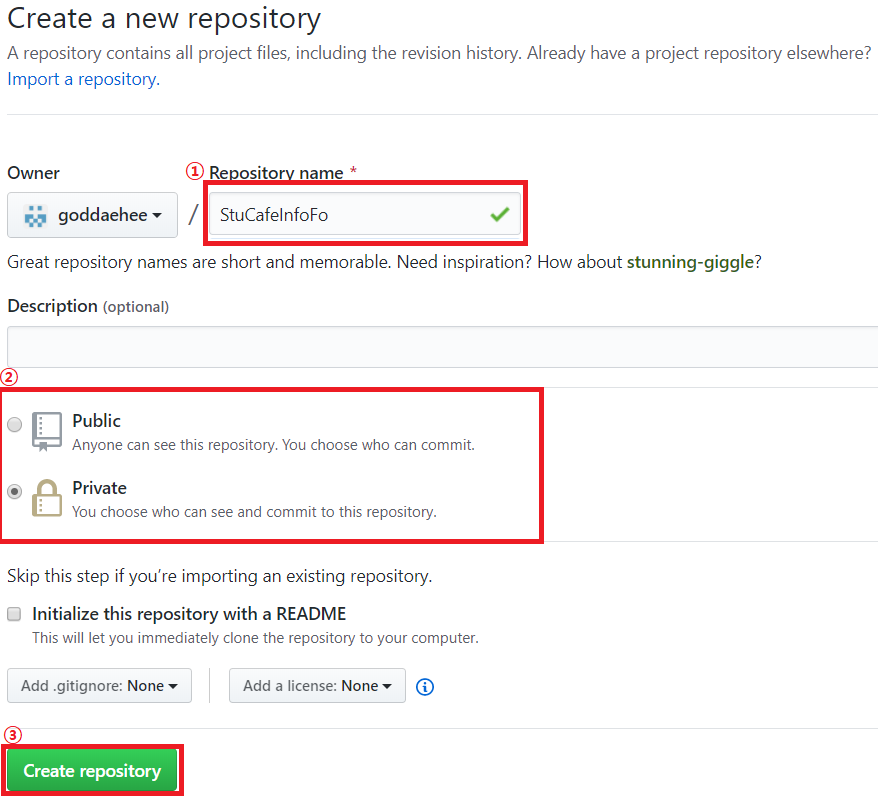 Create a new repository
A repository contains all project files, including the revision history. Already have a project repository elsewhere?
Import a repository.
Owner
① Repository name *
goddaehee / StuCafeInfoFo
Great repository names are short and memorable. Need inspiration? How about stunning-giggle?
Description (optional)
②
Public
Anyone can see this repository. You choose who can commit.
Private
You choose who can see and commit to this repository.
Skip this step if you’re importing an existing repository.
Initialize this repository with a README
This will let you immediately clone the repository to your computer.
Add .gitignore: None Add a license: None
③
Create repository